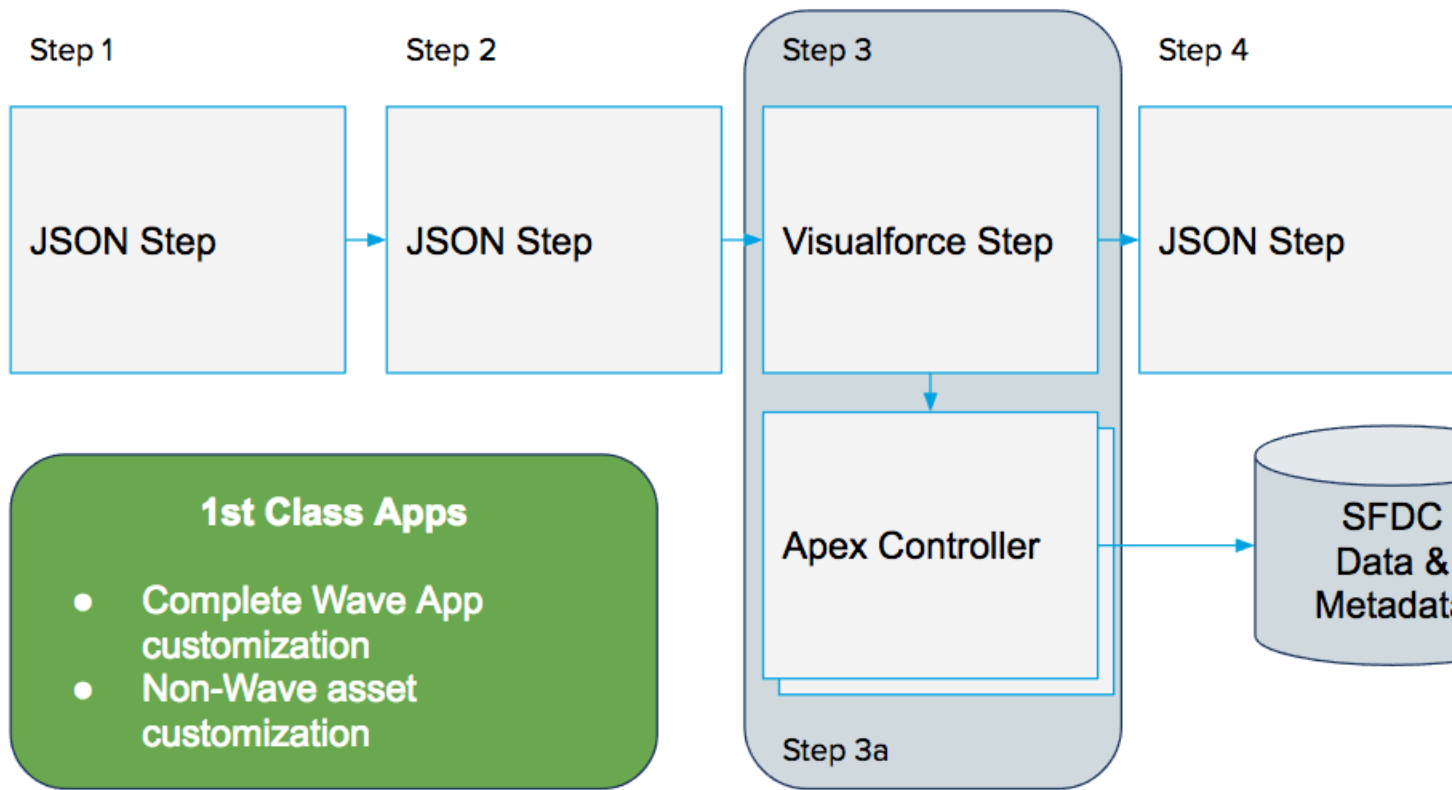 Step 1
Step 2
Step 3
Step 4
JSON Step
JSON Step
Visualforce Step
JSON Step
1st Class Apps
● Complete Wave App
customization
● Non-Wave asset
customization
Apex Controller
SFDC
Data &
Metadata
Step 3a